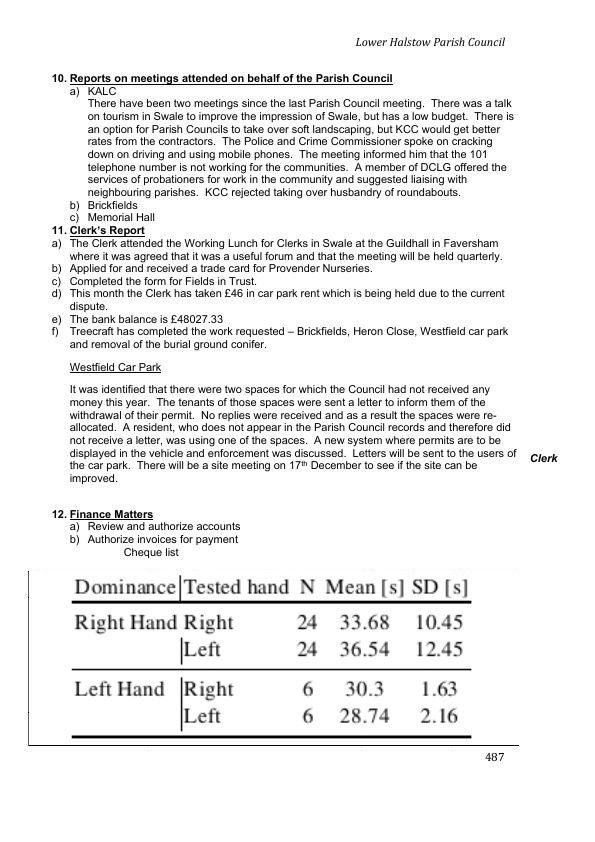 Lower Halstow Parish Council
10. Reports on meetings attended on behalf of the Parish Council
a) KALC
There have been two meetings since the last Parish Council meeting. There was a talk
on tourism in Swale to improve the impression of Swale, but has a low budget. There is
an option for Parish Councils to take over soft landscaping, but KCC would get better
rates from the contractors. The Police and Crime Commissioner spoke on cracking
down on driving and using mobile phones. The meeting informed him that the 101
telephone number is not working for the communities. A member of DCLG offered the
services of probationers for work in the community and suggested liaising with
neighbouring parishes. KCC rejected taking over husbandry of roundabouts.
b) Brickfields
c) Memorial Hall
11. Clerk's Report
a) The Clerk attended the Working Lunch for Clerks in Swale at the Guildhall in Faversham
where it was agreed that it was a useful forum and that the meeting will be held quarterly.
b) Applied for and received a trade card for Provender Nurseries.
c) Completed the form for Fields in Trust.
d) This month the Clerk has taken £46 in car park rent which is being held due to the current
dispute.
e) The bank balance is £48027.33
f) Treecraft has completed the work requested – Brickfields, Heron Close, Westfield car park
and removal of the burial ground conifer.
Westfield Car Park
It was identified that there were two spaces for which the Council had not received any
money this year. The tenants of those spaces were sent a letter to inform them of the
withdrawal of their permit. No replies were received and as a result the spaces were re-
allocated. A resident, who does not appear in the Parish Council records and therefore did
not receive a letter, was using one of the spaces. A new system where permits are to be
displayed in the vehicle and enforcement was discussed. Letters will be sent to the users of
the car park. There will be a site meeting on 17th December to see if the site can be
improved.
Clerk
12. Finance Matters
a) Review and authorize accounts
b) Authorize invoices for payment
Cheque list
Dominance Tested hand N Mean [s] SD [s]
Right Hand Right 24 33.68 10.45
Left 24 36.54 12.45
Left Hand Right 6 30.3 1.63
Left 6 28.74 2.16
487